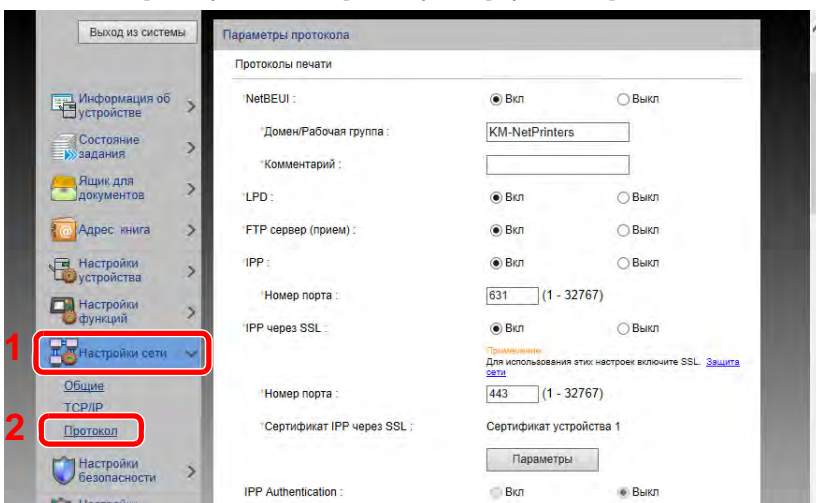 Выход из системы
Информация об
устройстве
Состояние
задания
Ящик для
документов
Адрес. книга
Настройки
устройства
Настройки
функций
1
Настройки сети
Общие
TCP/IP
2
Протокол
Настройки
безопасности
Параметры протокола
Протоколы печати
*NetBEUI :
Вкл
Выкл
*Домен/Рабочая группа :
KM-NetPrinters
*Комментарий :
*LPD :
Вкл
Выкл
*FTP сервер (прием) :
Вкл
Выкл
*IPP :
Вкл
Выкл
*Номер порта :
631 (1 - 32767)
*IPP через SSL :
Вкл
Выкл
Примечание:
Для использования этих настроек включите SSL. Защита
сети
*Номер порта :
443 (1 - 32767)
*Сертификат IPP через SSL :
Сертификат устройства 1
Параметры
IPP Authentication :
Вкл
Выкл